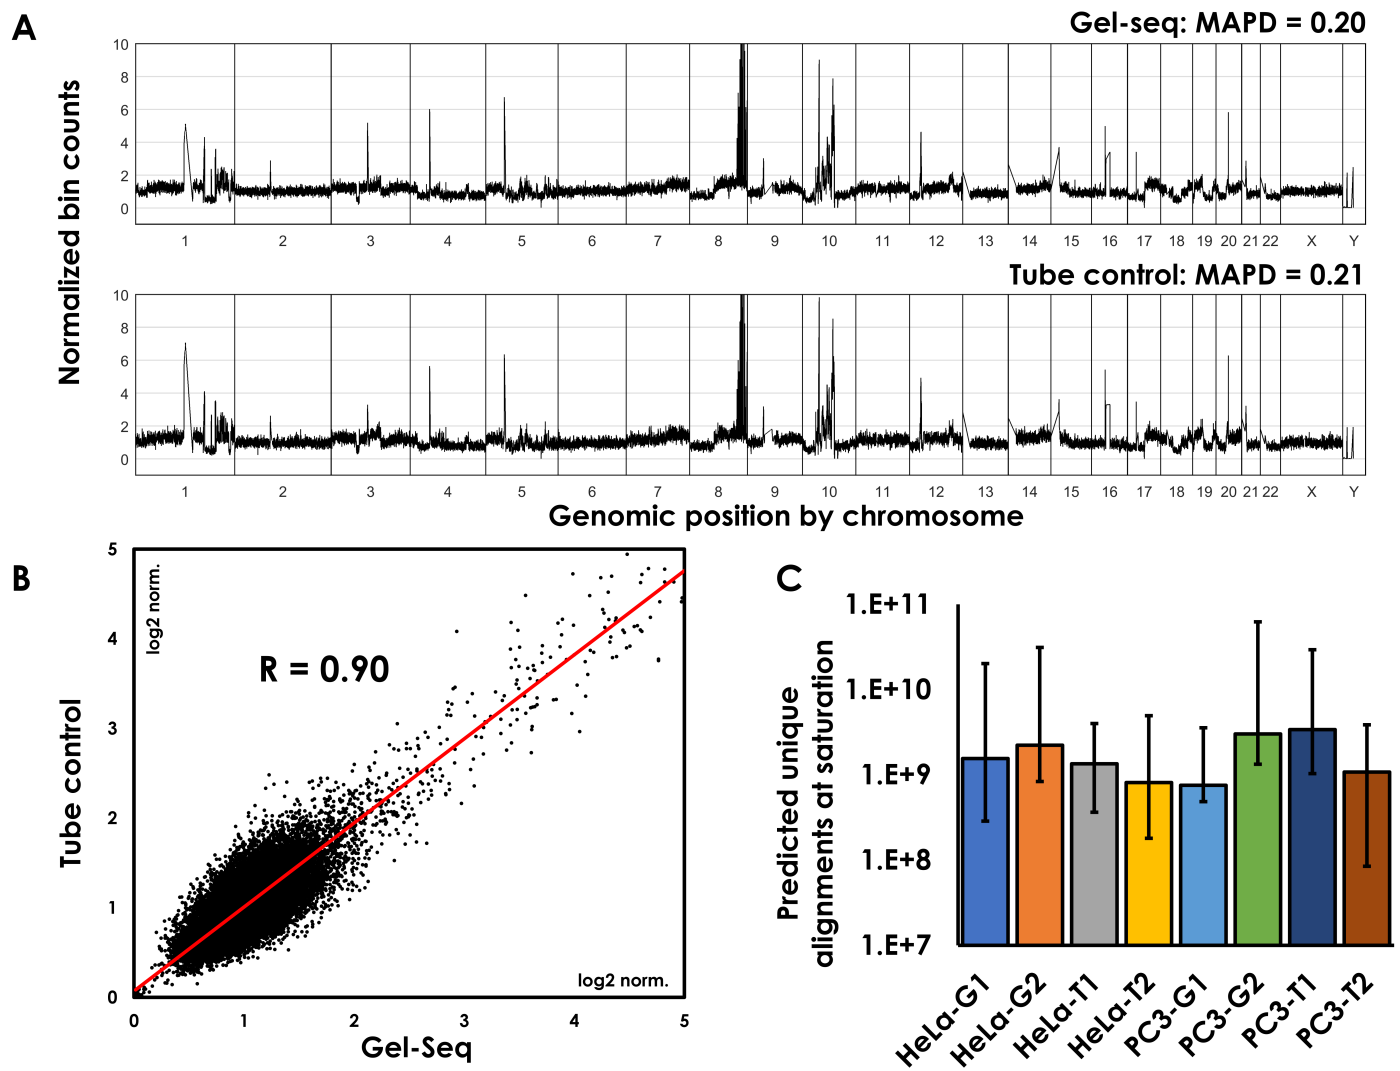 A
Gel-seq: MAPD = 0.20
Normalized bin counts
10
8
6
4
2
0
1 2 3 4 5 6 7 8 9 10 11 12 13 14 15 16 17 18 19 20 21 22 X Y
Tube control: MAPD = 0.21
10
8
6
4
2
0
1 2 3 4 5 6 7 8 9 10 11 12 13 14 15 16 17 18 19 20 21 22 X Y
Genomic position by chromosome
B
Tube control
5
4
3
2
1
0
log2 norm.
R = 0.90
log2 norm.
0 1 2 3 4 5
Gel-Seq
C
Predicted unique
alignments at saturation
1.E+11
1.E+10
1.E+9
1.E+8
1.E+7
HeLa-G1
HeLa-G2
HeLa-T1
HeLa-T2
PC3-G1
PC3-G2
PC3-T1
PC3-T2